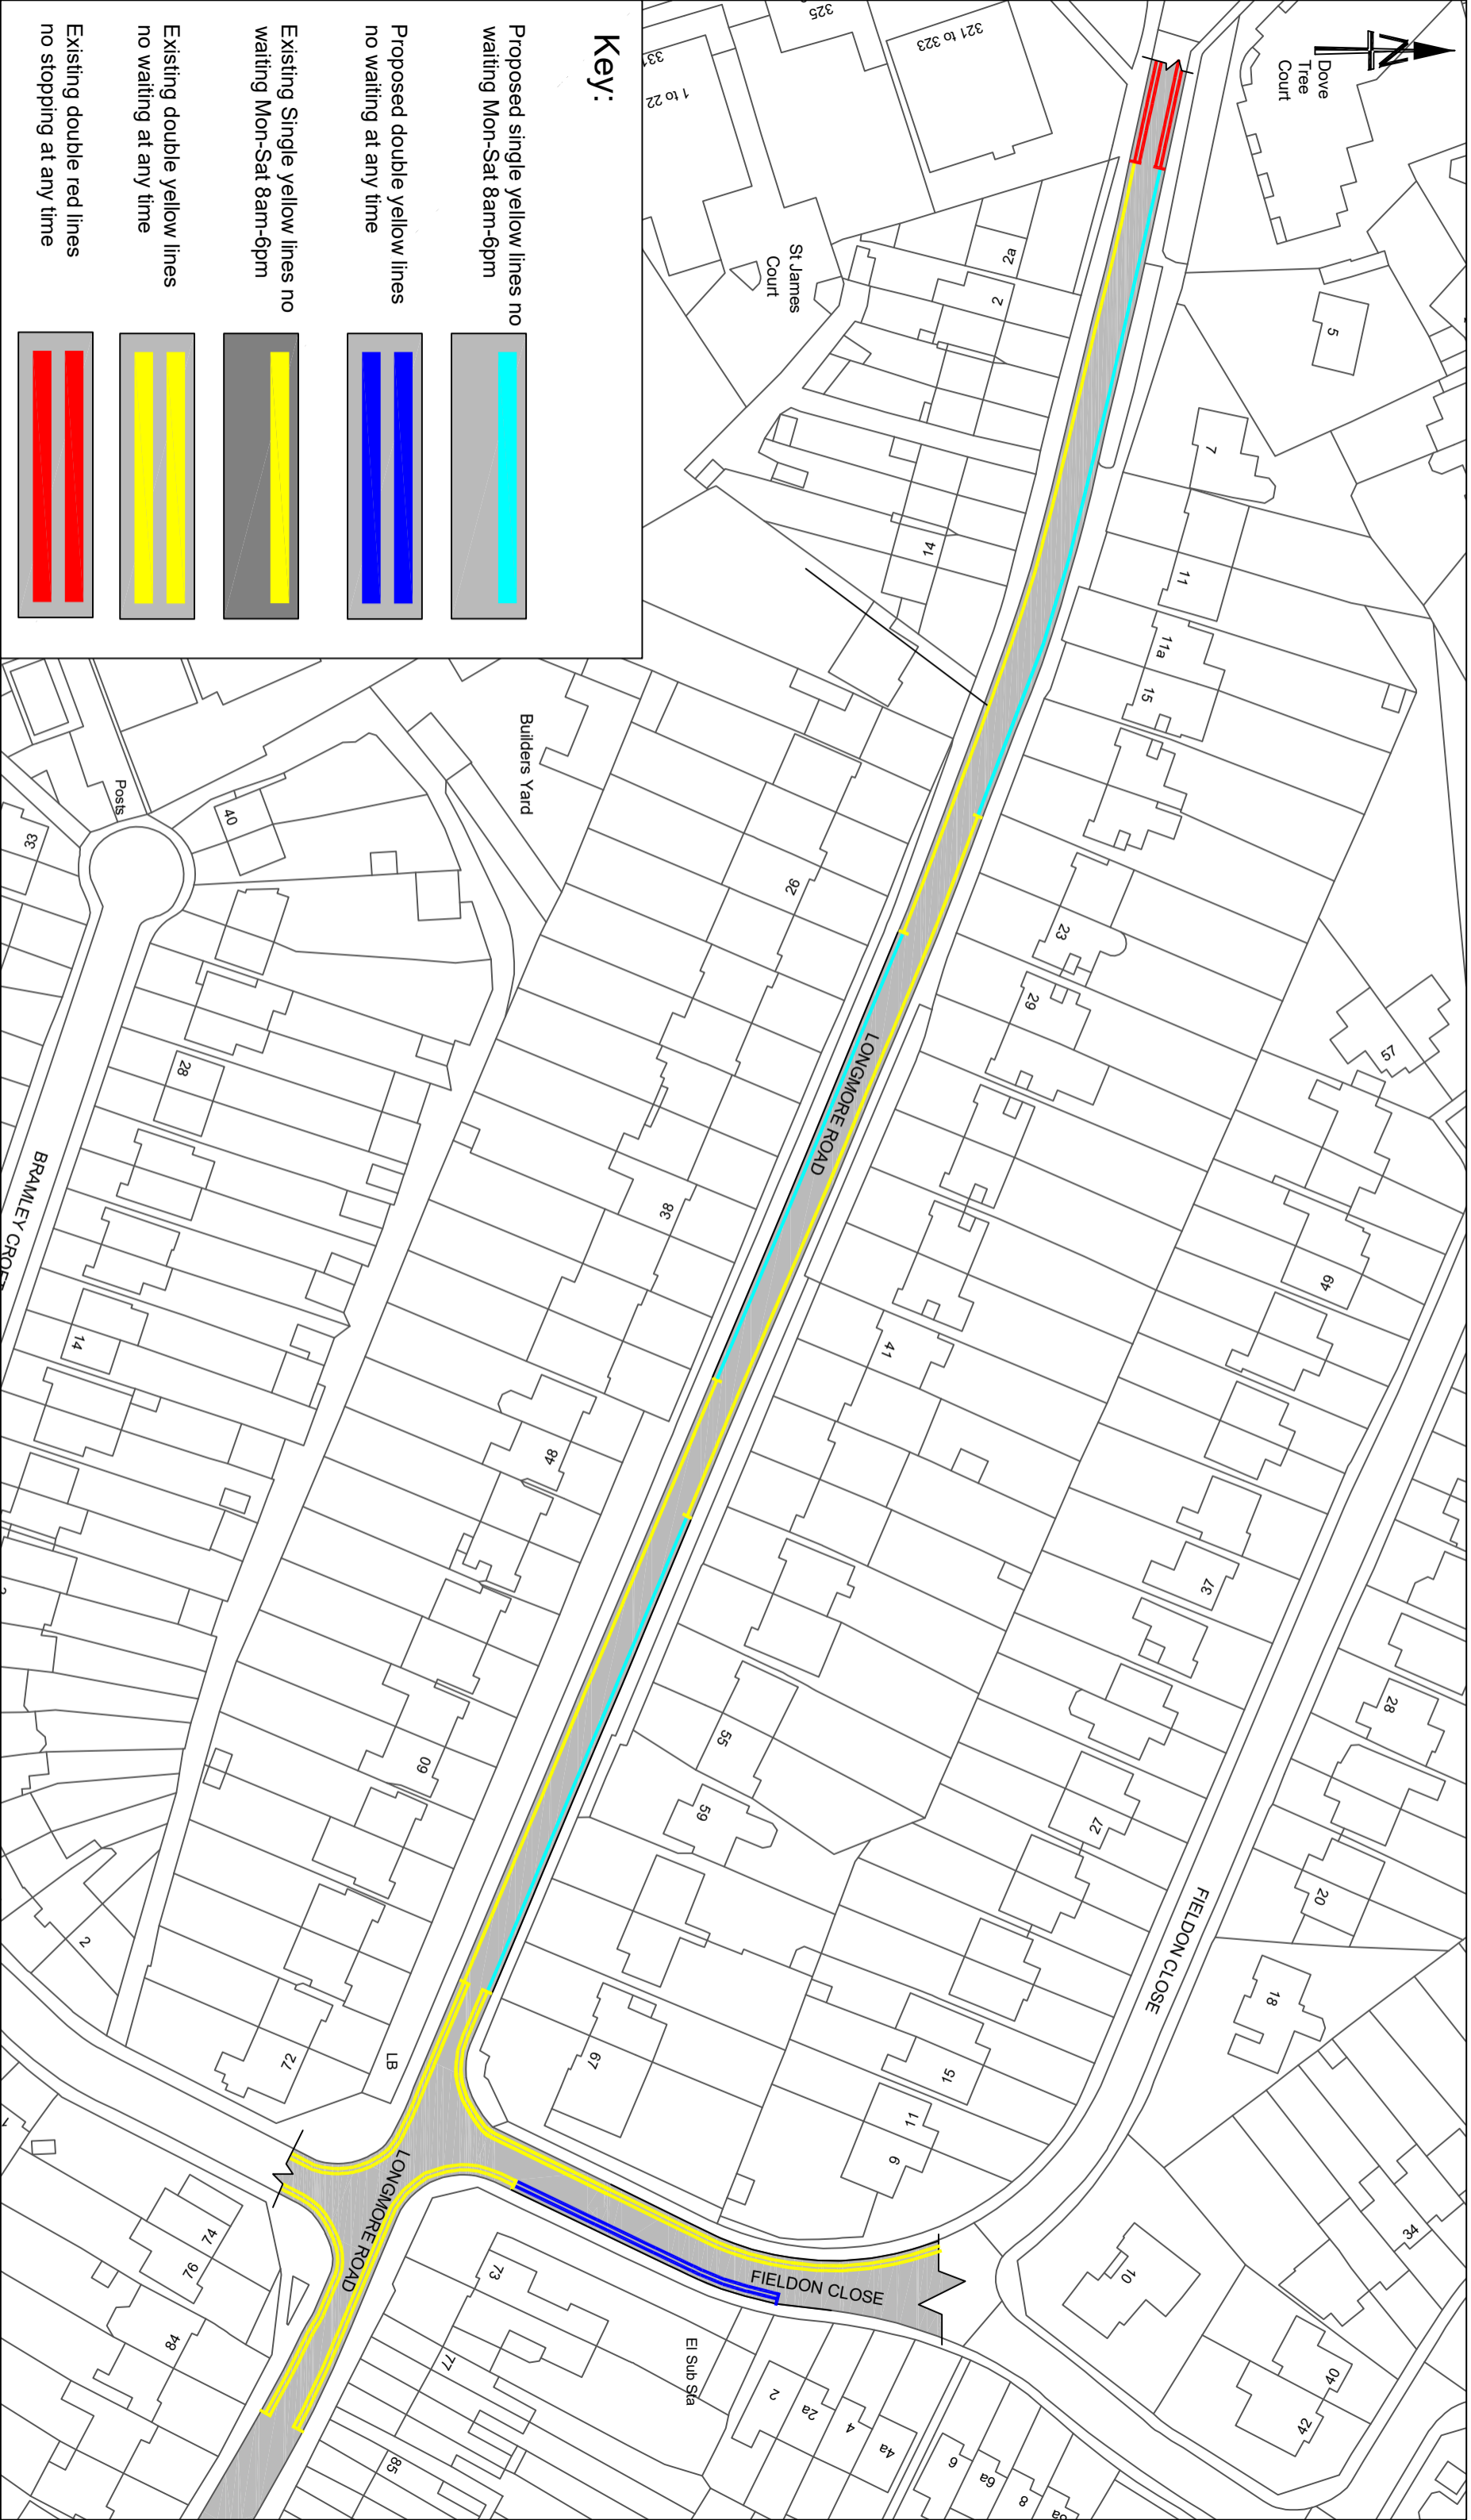 Key:
Proposed single yellow lines no
waiting Mon-Sat 8am-6pm
Proposed double yellow lines
no waiting at any time
Existing Single yellow lines no
waiting Mon-Sat 8am-6pm
Existing double yellow lines
no waiting at any time
Existing double red lines
no stopping at any time
N
Dove
Tree
Court
325
321 to 323
331
1 to 22
St James
Court
2a
2
14
5
7
11
11a
15
23
29
57
Builders Yard
Posts
40
33
26
28
38
LONGMORE ROAD
BRAMLEY CROFT
14
41
49
48
37
60
55
59
28
27
20
18
FIELDON CLOSE
2
72
LB
67
15
11
9
34
10
LONGMORE ROAD
FIELDON CLOSE
74
76
84
73
77
85
El Sub Sta
2
2a
4
4a
6
6a
8
40
42